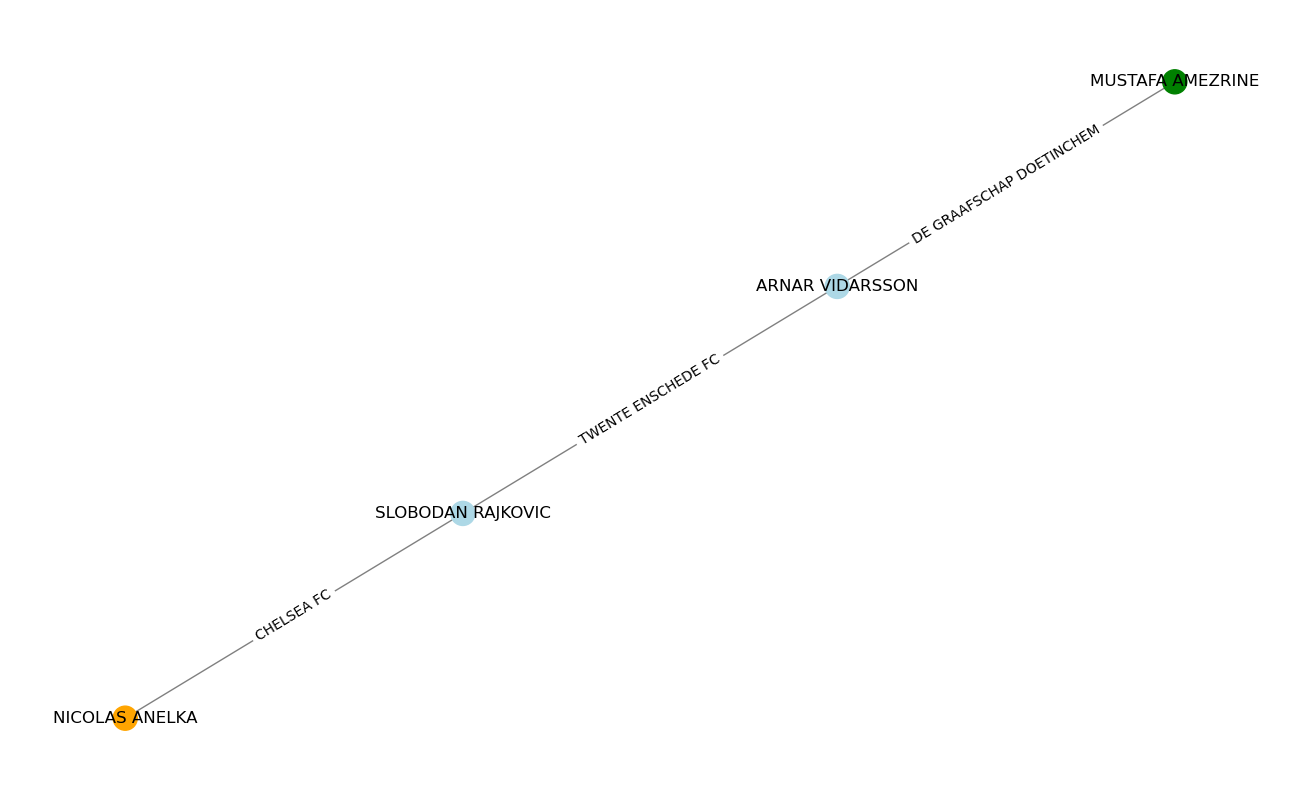 MUSTAFA AMEZRINE
DE GRAAFSCHAP DOETINCHEM
ARNAR VIDARSSON
TWENTE ENSCHEDE FC
SLOBODAN RAJKOVIC
CHELSEA FC
NICOLAS ANELKA